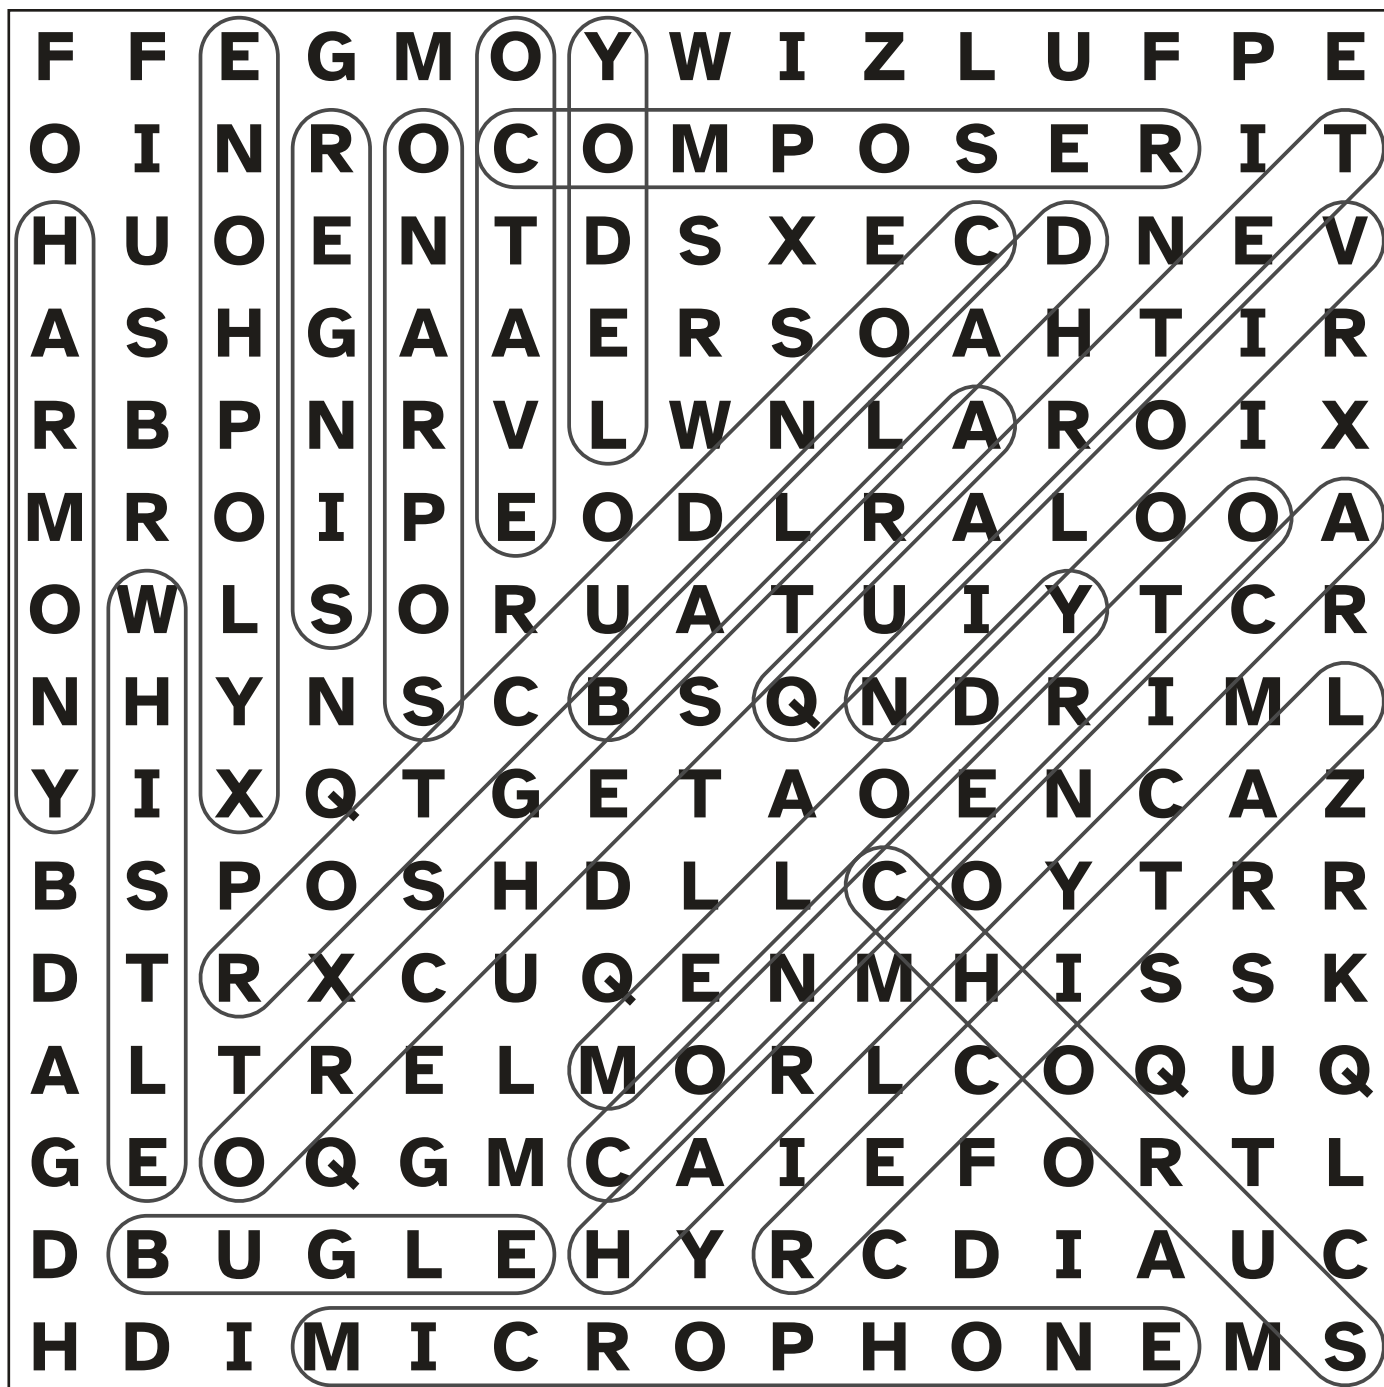 F F E G M O Y W I Z L U F P E
O I N R O C O M P O S E R I T
H U O E N T D S X E C D N E V
A S H G A A E R S O A H T I R
R B P N R V L W N L A R O I X
M R O I P E O D L R A L O O A
O W L S O R U A T U I Y T C R
N H Y N S C B S Q N D R I M L
Y I X Q T G E T A O E N C A Z
B S P O S H D L L C O Y T R R
D T R X C U Q E N M H I S S K
A L T R E L M O R L C O Q U Q
G E O Q G M C A I E F O R T L
D B U G L E H Y R C D I A U C
H D I M I C R O P H O N E M S